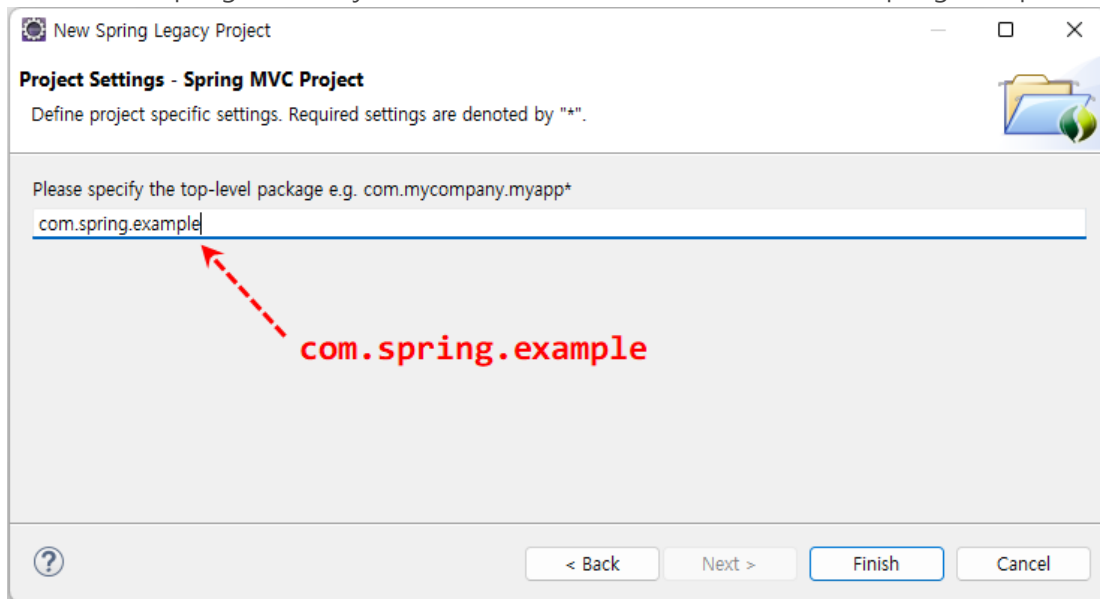 New Spring Legacy Project
Project Settings - Spring MVC Project
Define project specific settings. Required settings are denoted by "*".
Please specify the top-level package e.g. com.mycompany.myapp*
com.spring.example
com.spring.example
?
< Back
Next >
Finish
Cancel